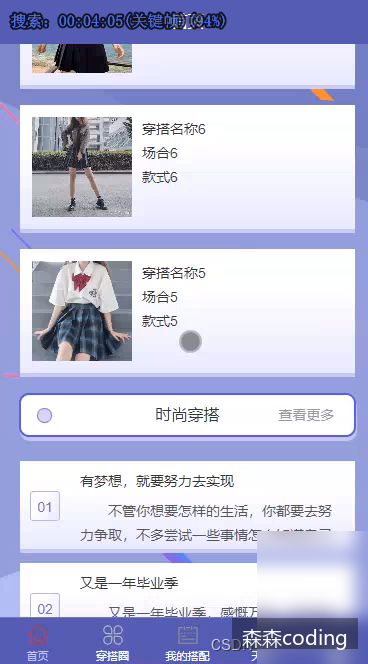 搜索：00:04:05(关键帧)(94%)
穿搭名称6
场合6
款式6
穿搭名称5
场合5
款式5
时尚穿搭 查看更多
有梦想，就要努力去实现
01
不管你想要怎样的生活，你都要去努
力争取，不多尝试一些事情怎
又是一年毕业季
02
又是一年毕业季，感慨万
首页 穿搭圈 我的搭配
CSD
森森coding